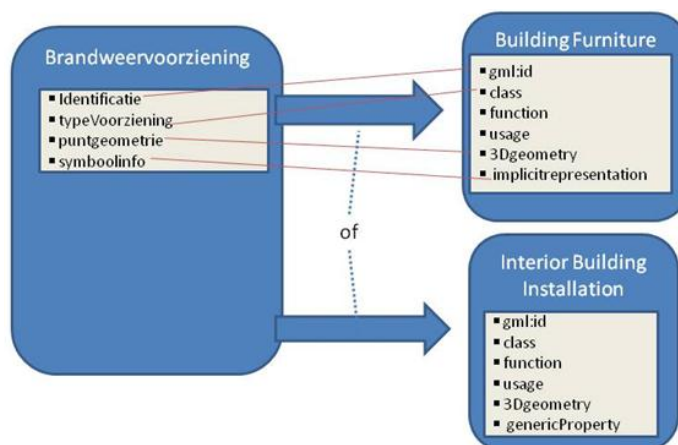 Brandweervoorziening
▪ Identificatie
▪ typeVoorziening
▪ puntgeometrie
▪ symboolinfo
of
Building Furniture
▪ gml:id
▪ class
▪ function
▪ usage
▪ 3Dgeometry
▪ implicitrepresentation
Interior Building
Installation
▪ gml:id
▪ class
▪ function
▪ usage
▪ 3Dgeometry
▪ genericProperty